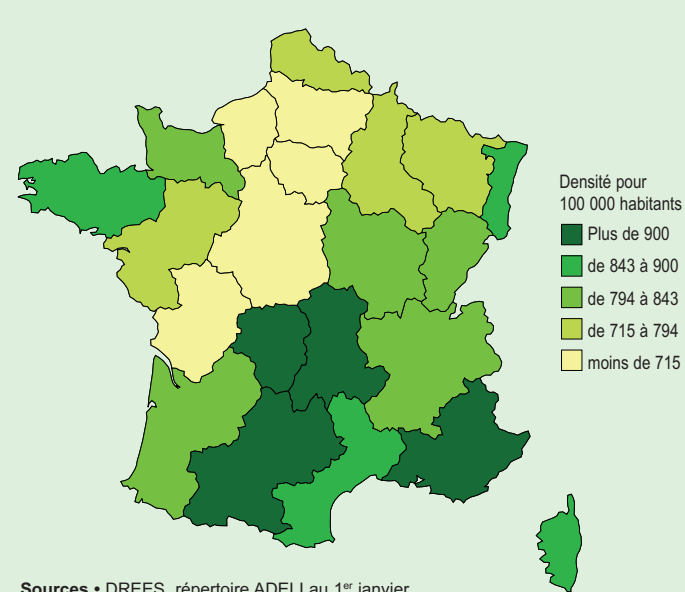 Densité pour
100 000 habitants
Plus de 900
de 843 à 900
de 794 à 843
de 715 à 794
moins de 715
Sources • DREES, répertoire ADELI au 1er janvier